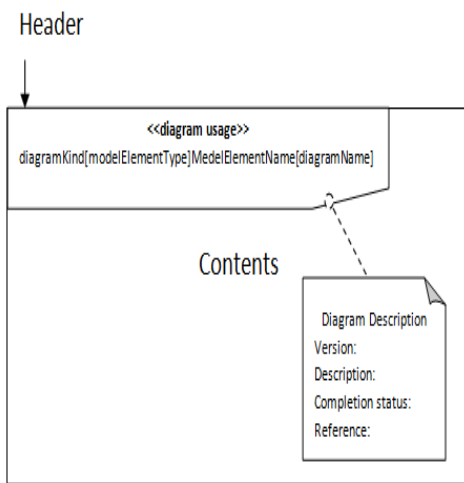 Header
<<diagram usage>>
diagramKind[modelElementType]MedelElementName[diagramName]
Contents
Diagram Description
Version:
Description:
Completion status:
Reference: